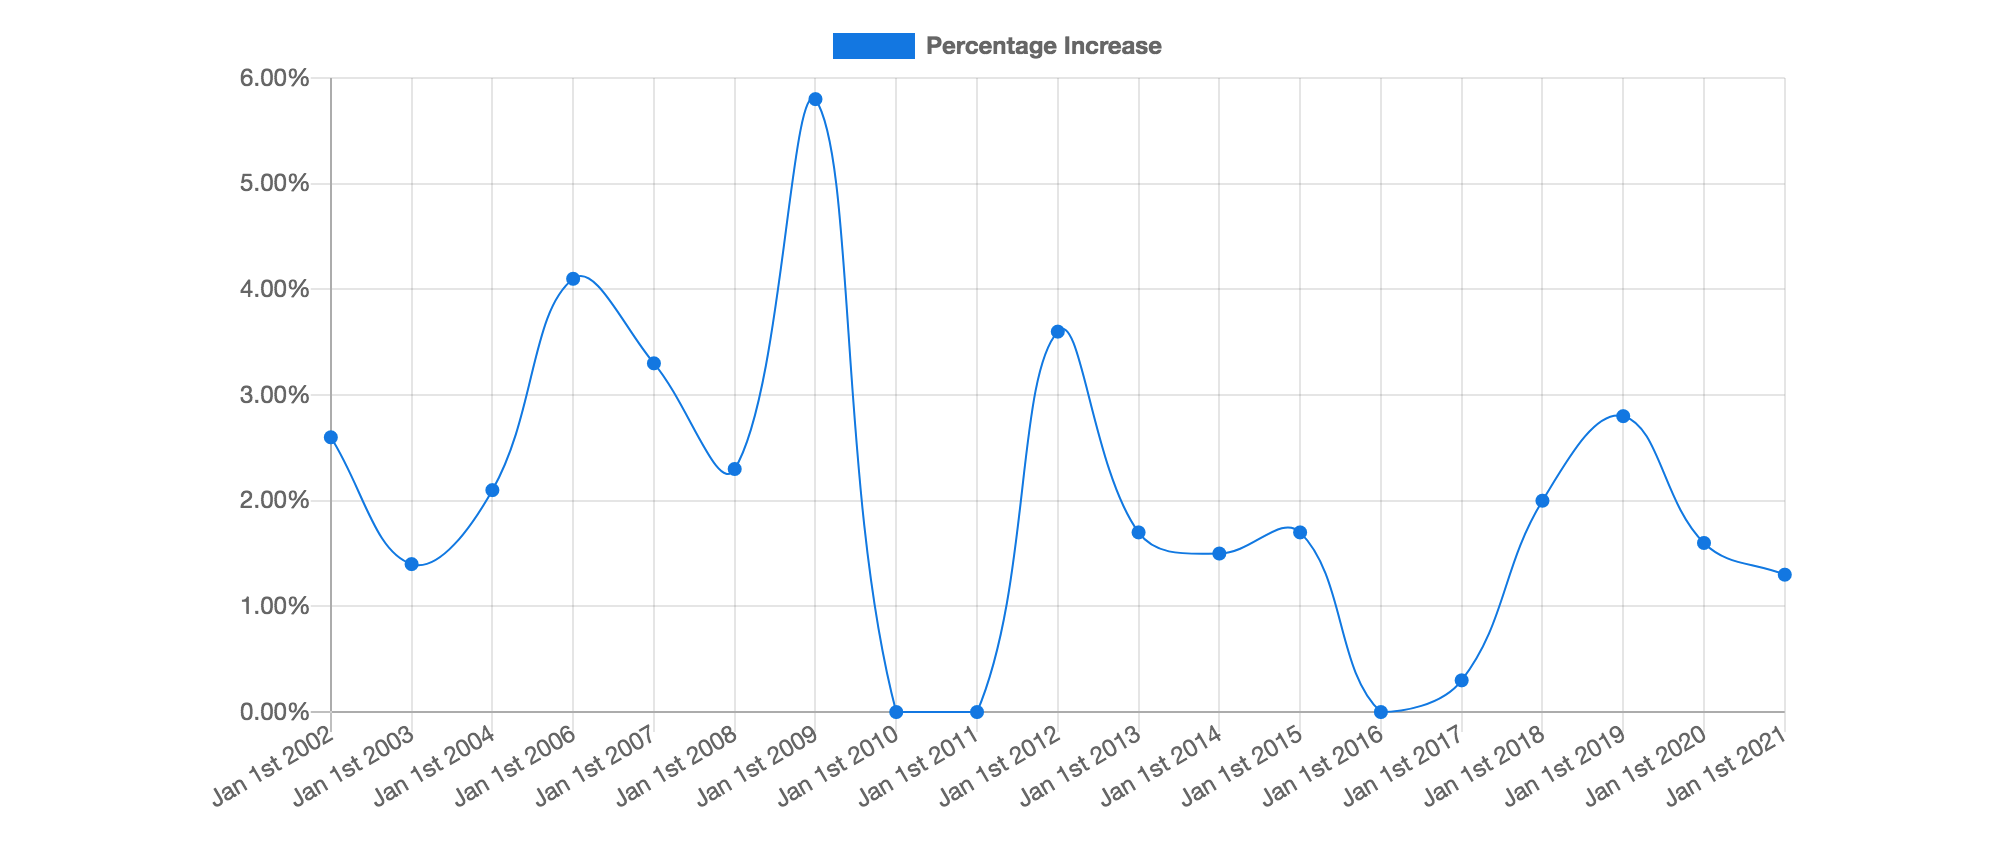 Percentage Increase
6.00%
5.00%
4.00%
3.00%
2.00%
1.00%
0.00%
Jan 1st 2002
Jan 1st 2003
Jan 1st 2004
Jan 1st 2006
Jan 1st 2007
Jan 1st 2008
Jan 1st 2009
Jan 1st 2010
Jan 1st 2011
Jan 1st 2012
Jan 1st 2013
Jan 1st 2014
Jan 1st 2015
Jan 1st 2016
Jan 1st 2017
Jan 1st 2018
Jan 1st 2019
Jan 1st 2020
Jan 1st 2021